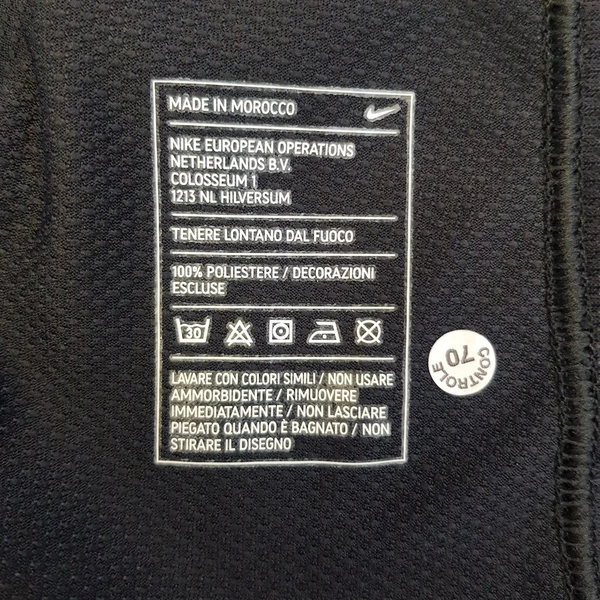 MADE IN MOROCCO
NIKE EUROPEAN OPERATIONS
NETHERLANDS B.V.
COLOSSEUM 1
1213 NL HILVERSUM
TENERE LONTANO DAL FUOCO
100% POLIESTERE / DECORAZIONI
ESCLUSE
30
LAVARE CON COLORI SIMILI / NON USARE
AMMORBIDENTE / RIMUOVERE
IMMEDIATAMENTE / NON LASCIARE
PIEGATO QUANDO È BAGNATO / NON
STIRARE IL DISEGNO
CONTROLE
70